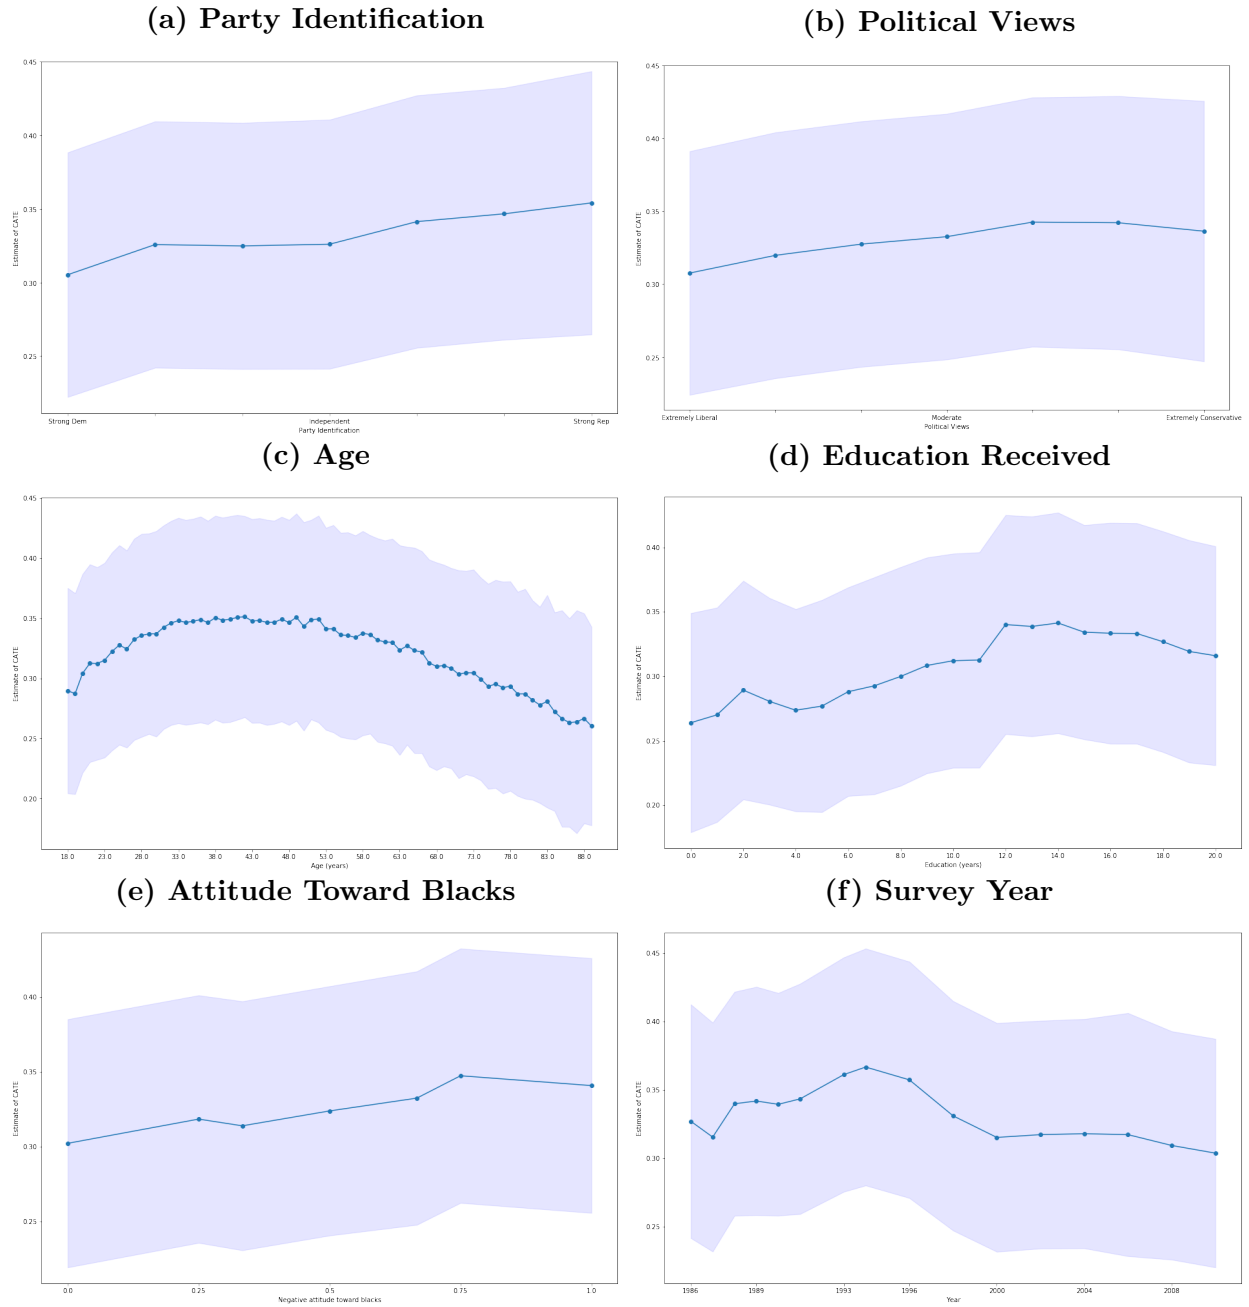 (a) Party Identification
(b) Political Views
0.45
0.40
0.35
0.30
0.25
Estimate of CATE
Strong Dem
Independent
Strong Rep
Party Identification
0.45
0.40
0.35
0.30
0.25
Estimate of CATE
Extremely Liberal
Moderate
Extremely Conservative
Political Views
(c) Age
(d) Education Received
0.45
0.40
0.35
0.30
0.25
0.20
Estimate of CATE
18.0 23.0 28.0 33.0 38.0 43.0 48.0 53.0 58.0 63.0 68.0 73.0 78.0 83.0 88.0
Age (years)
0.40
0.35
0.30
0.25
0.20
Estimate of CATE
0.0 2.0 4.0 6.0 8.0 10.0 12.0 14.0 16.0 18.0 20.0
Education (years)
(e) Attitude Toward Blacks
(f) Survey Year
0.40
0.35
0.30
0.25
Estimate of CATE
0.0 0.25 0.5 0.75 1.0
Negative attitude toward blacks
0.45
0.40
0.35
0.30
0.25
Estimate of CATE
1986 1989 1993 1996 2000 2004 2008
Year